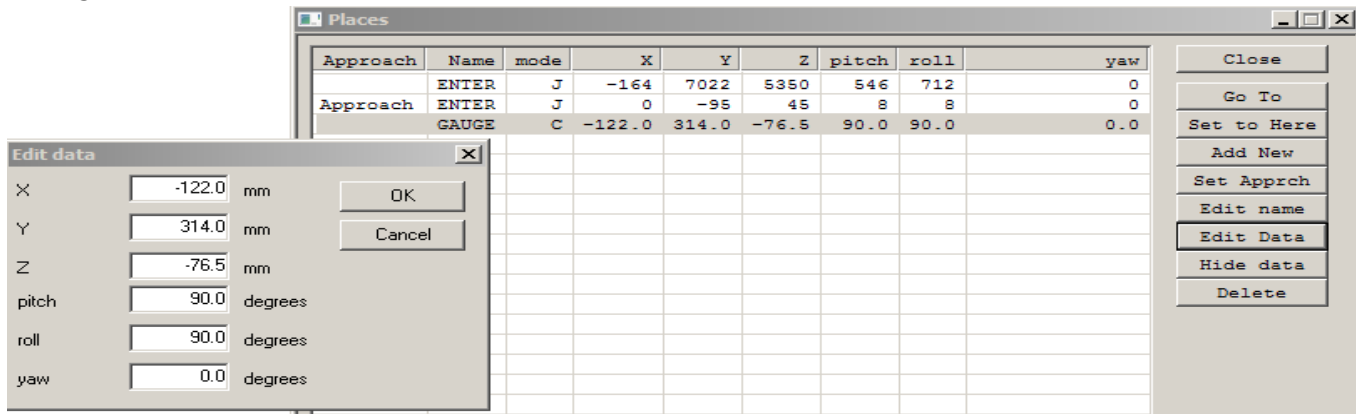 Places
Approach Name mode X Y Z pitch roll yaw
ENTER J -164 7022 5350 546 712 0
Approach ENTER J 0 -95 45 8 8 0
GAUGE C -122.0 314.0 -76.5 90.0 90.0 0.0
Close
Go To
Set to Here
Add New
Set Apprch
Edit name
Edit Data
Hide data
Delete
Edit data
X -122.0 mm
OK
Y 314.0 mm
Cancel
Z -76.5 mm
pitch 90.0 degrees
roll 90.0 degrees
yaw 0.0 degrees